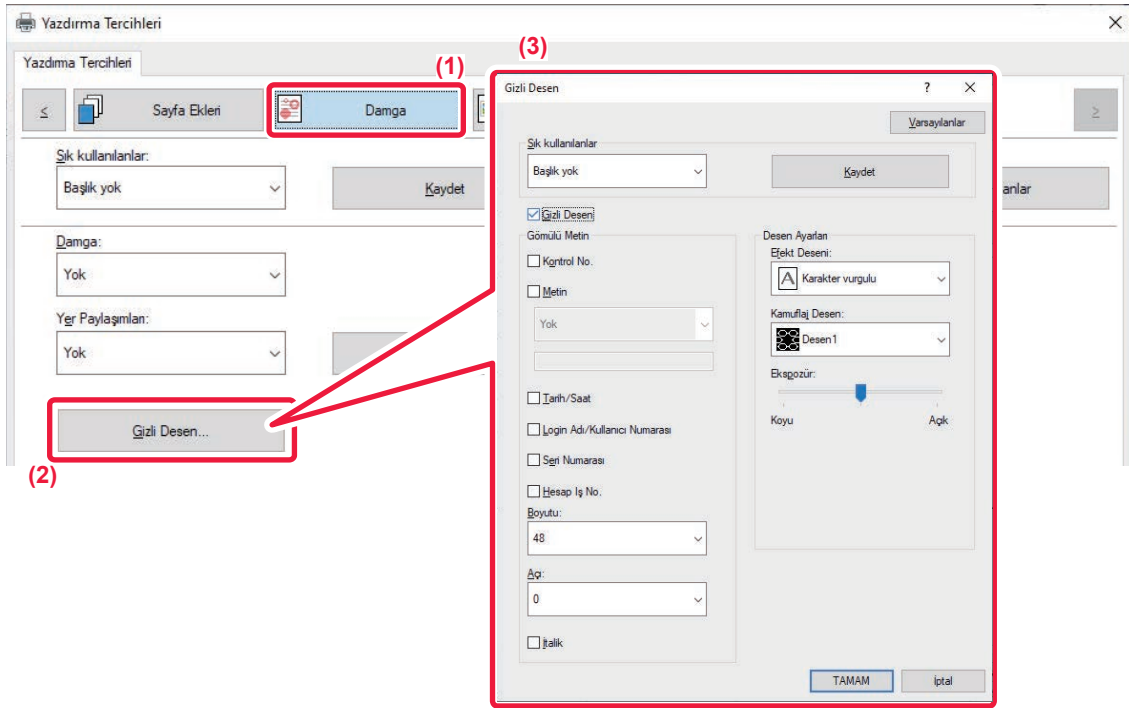 Yazdırma Tercihleri
Yazdırma Tercihleri
(1)
≤
Sayfa Ekleri
Damga
≥
Sık kullanılanlar:
Başlık yok
Kaydet
anlar
Damga:
Yok
Yer Paylaşımları:
Yok
Gizli Desen...
(2)
(3)
Gizli Desen
?
Varsayılanlar
Sık kullanılanlar
Başlık yok
Kaydet
Gizli Desen
Gömülü Metin
Kontrol No.
Metin
Yok
Tarih/Saat
Login Adı/Kullanıcı Numarası
Seri Numarası
Hesap Iş No.
Boyutu:
48
Açı:
0
İtalik
Desen Ayarları
Efekt Deseni:
A Karakter vurgulu
Kamuflaj Desen:
Desen1
Ekspozür:
Koyu Açık
TAMAM
İptal